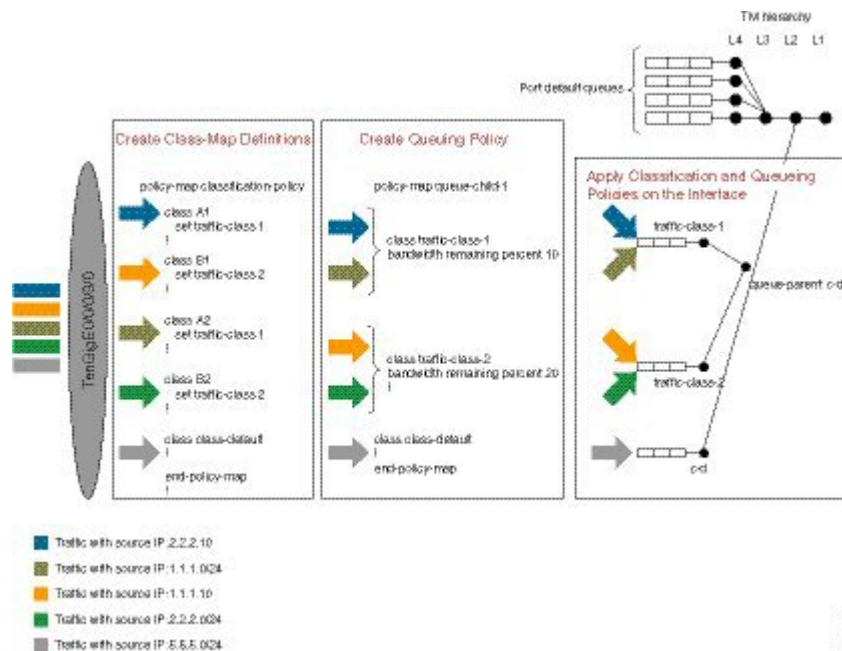 TM hierarchy
L4 L3 L2 L1
Port default queues
Create Class-Map Definitions
policy-map classification-policy
class A1
set traffic-class 1
!
class B1
set traffic-class 2
!
class A2
set traffic-class 1
!
class B2
set traffic-class 2
!
class class-default
!
end-policy-map
!
Create Queuing Policy
policy-map queue-child-1
class traffic-class-1
bandwidth remaining percent 10
class traffic-class-2
bandwidth remaining percent 20
!
class class-default
!
end-policy-map
Apply Classification and Queueing
Policies on the Interface
traffic-class-1
queue-parent c-d
traffic-class-2
c-d
TenGigE0/0/0/3/0
Traffic with source IP:2.2.2.10
Traffic with source IP:1.1.1.0/24
Traffic with source IP:1.1.1.10
Traffic with source IP:2.2.2.0/24
Traffic with source IP:5.5.5.0/24